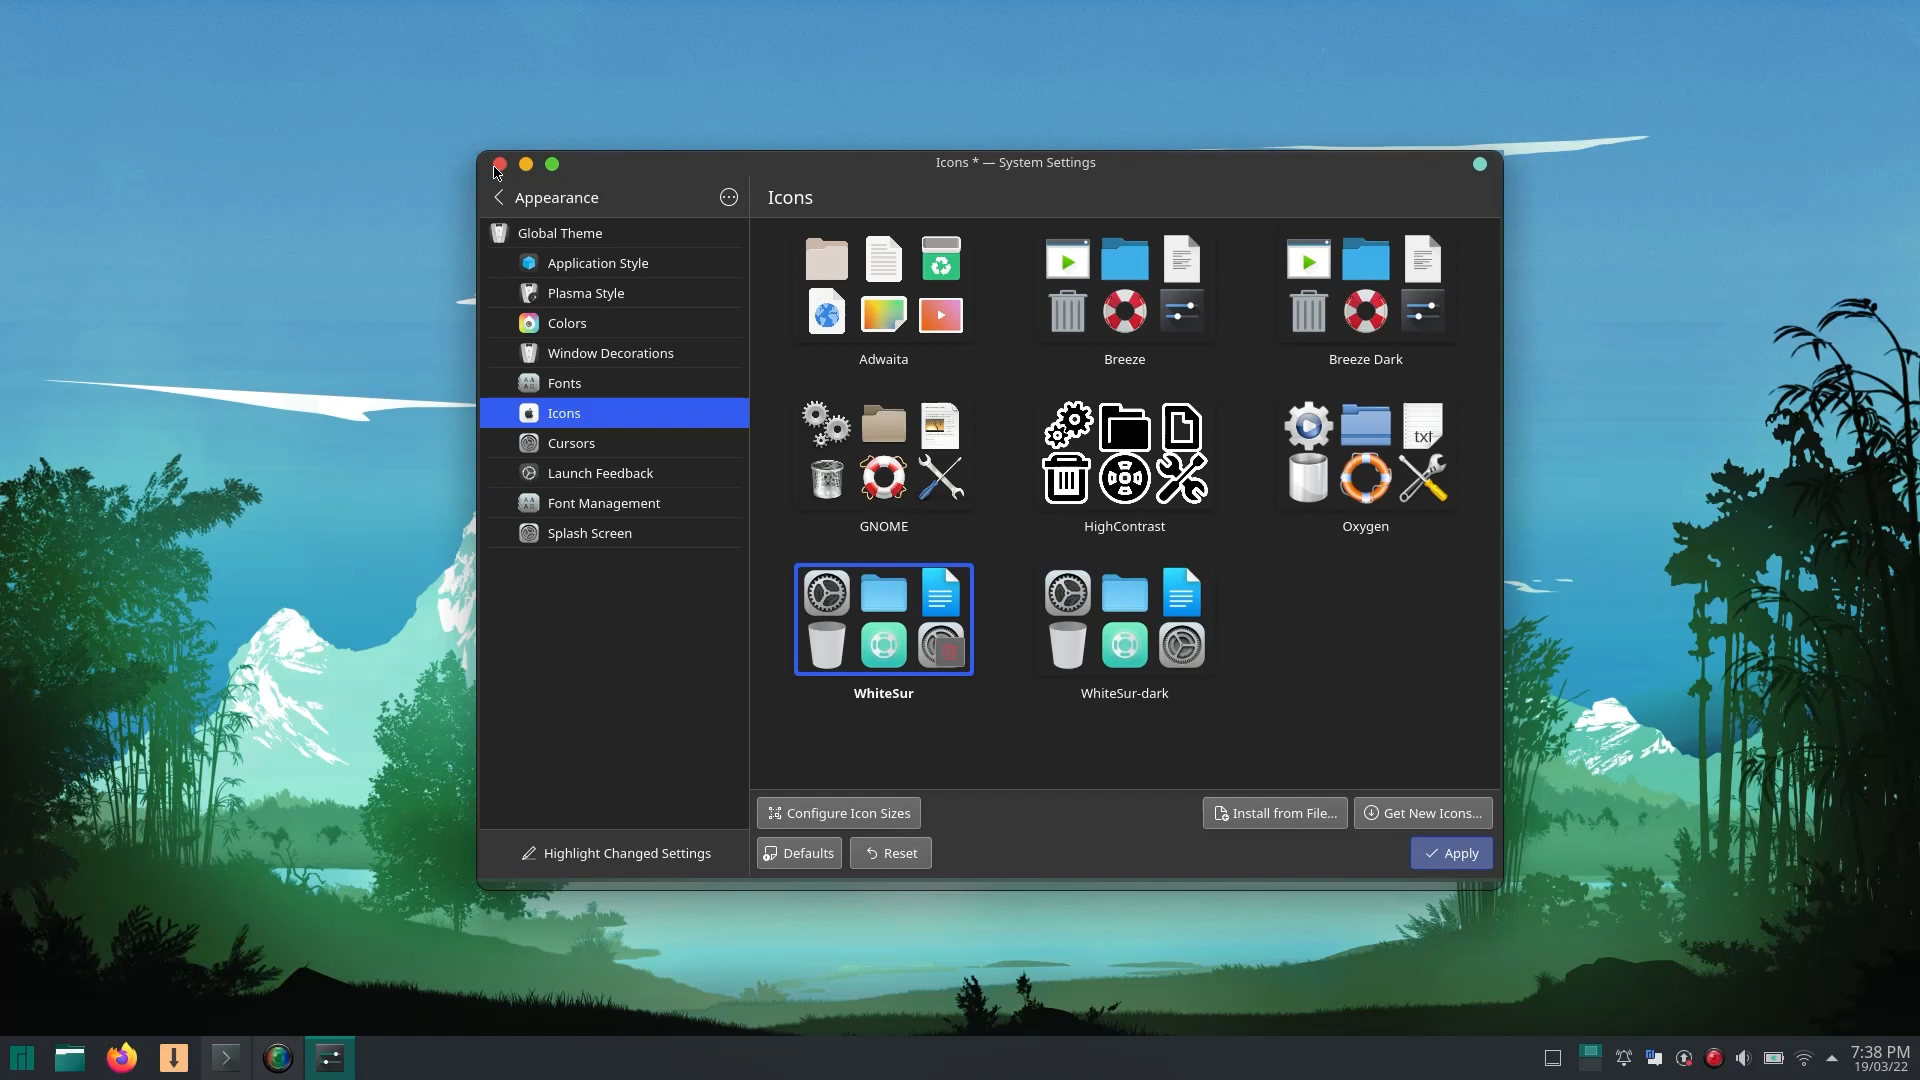 Icons * — System Settings
Appearance
Icons
Global Theme
Application Style
Plasma Style
Colors
Window Decorations
Fonts
Icons
Cursors
Launch Feedback
Font Management
Splash Screen
Adwaita
Breeze
Breeze Dark
txt
GNOME
HighContrast
Oxygen
WhiteSur
WhiteSur-dark
Configure Icon Sizes
Install from File...
Get New Icons...
Highlight Changed Settings
Defaults
Reset
Apply
7:38 PM
19/03/22